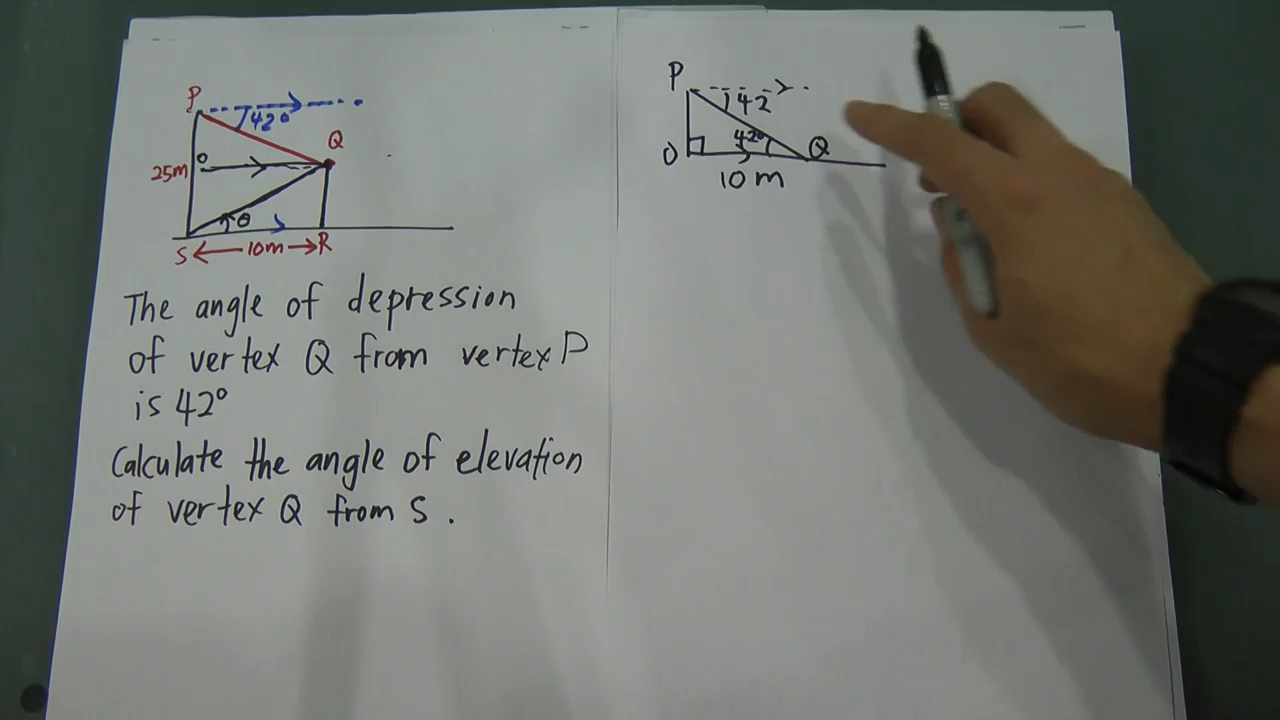 P
42°
Q
O
25m
θ
S
10m
R
The angle of depression
of vertex Q from vertex P
is 42°
Calculate the angle of elevation
of vertex Q from S.
P
42
42°
O
Q
10 m